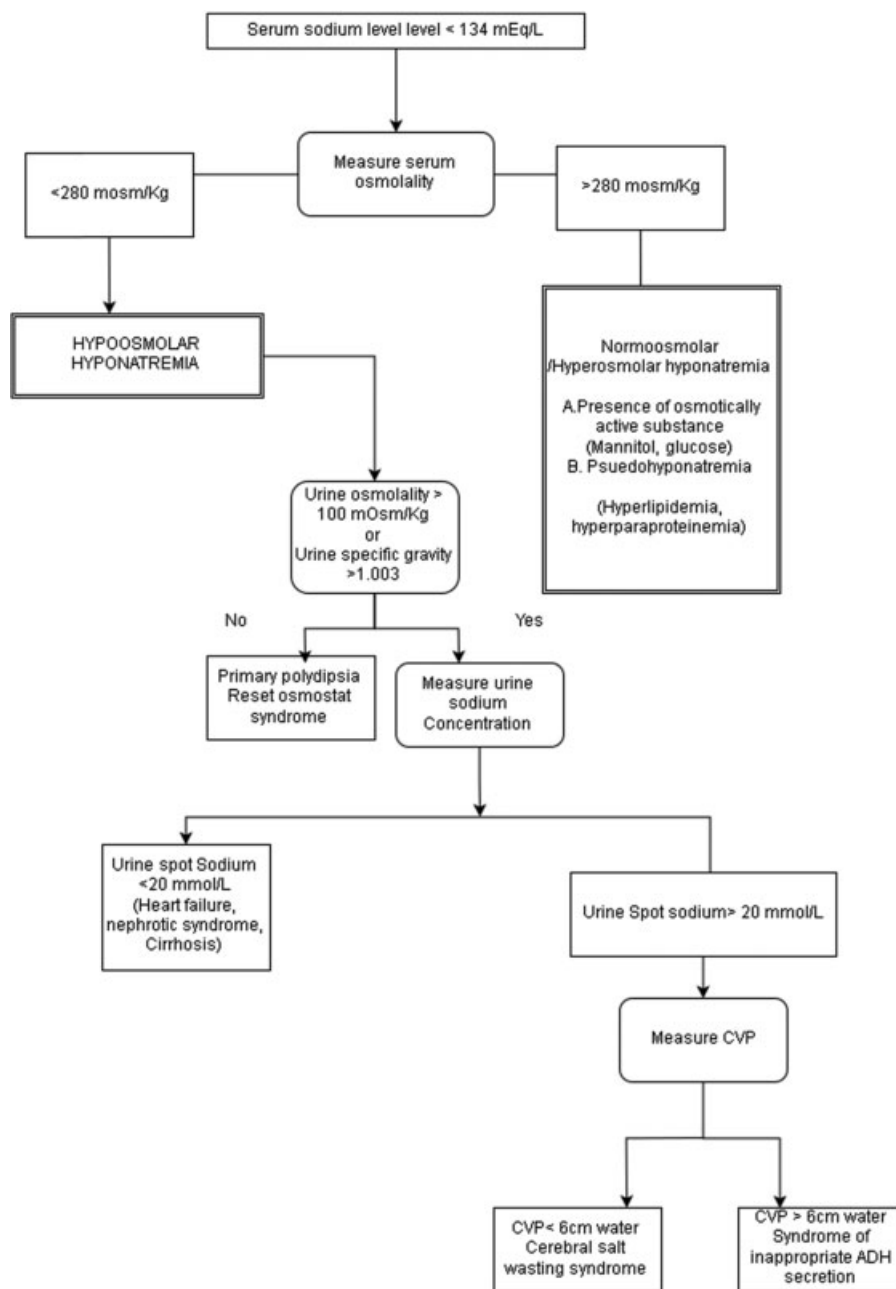 Serum sodium level level < 134 mEq/L
Measure serum
osmolality
<280 mosm/Kg
>280 mosm/Kg
HYPOOSMOLAR
HYPONATREMIA
Normoosmolar
/Hyperosmolar hyponatremia
A.Presence of osmotically
active substance
(Mannitol, glucose)
B. Psuedohyponatremia
(Hyperlipidemia,
hyperparaproteinemia)
Urine osmolality >
100 mOsm/Kg
or
Urine specific gravity
>1.003
No
Yes
Primary polydipsia
Reset osmostat
syndrome
Measure urine
sodium
Concentration
Urine spot Sodium
<20 mmol/L
(Heart failure,
nephrotic syndrome,
Cirrhosis)
Urine Spot sodium> 20 mmol/L
Measure CVP
CVP< 6cm water
Cerebral salt
wasting syndrome
CVP > 6cm water
Syndrome of
inappropriate ADH
secretion